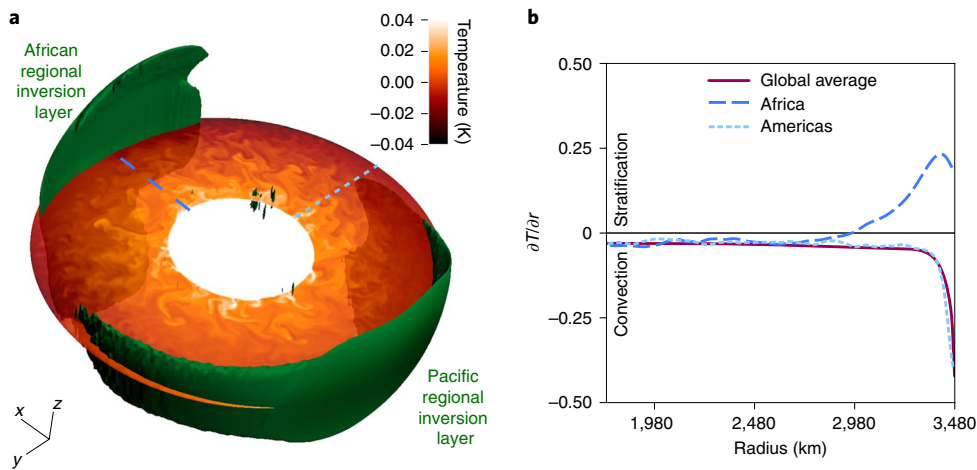 a
African
regional
inversion
layer
0.04
0.02
0.00
−0.02
−0.04
Temperature (K)
Pacific
regional
inversion
layer
x
z
y
b
0.50
0.25
0
−0.25
−0.50
∂T/∂r
Stratification
Convection
Global average
Africa
Americas
1,980
2,480
2,980
3,480
Radius (km)